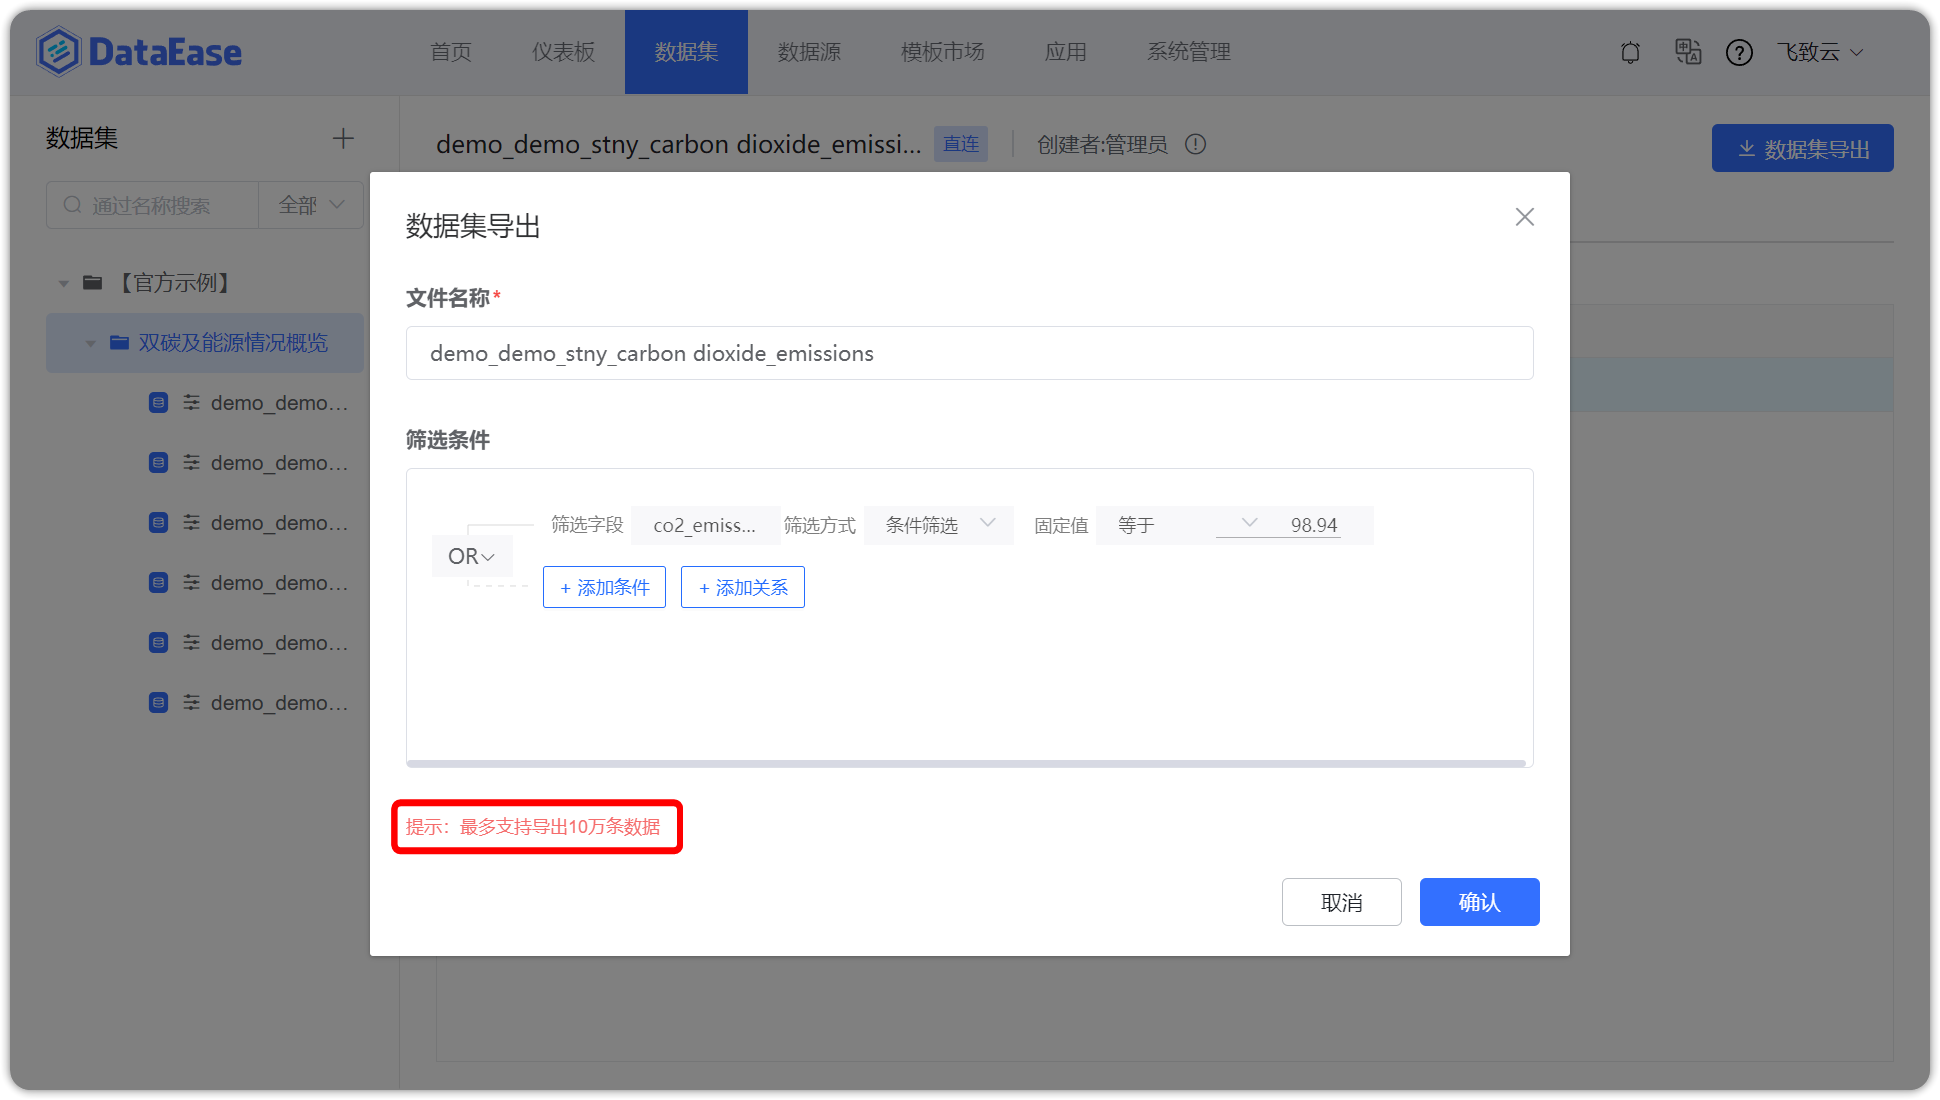 DataEase
首页 仪表板 数据集 数据源 模板市场 应用 系统管理
飞致云
数据集
通过名称搜索 全部
【官方示例】
双碳及能源情况概览
demo_demo...
demo_demo...
demo_demo...
demo_demo...
demo_demo...
demo_demo...
demo_demo_stny_carbon dioxide_emissi... 直连 创建者:管理员
数据集导出
数据集导出
文件名称*
demo_demo_stny_carbon dioxide_emissions
筛选条件
筛选字段 co2_emiss... 筛选方式 条件筛选 固定值 等于 98.94
OR
+ 添加条件 + 添加关系
提示：最多支持导出10万条数据
取消 确认